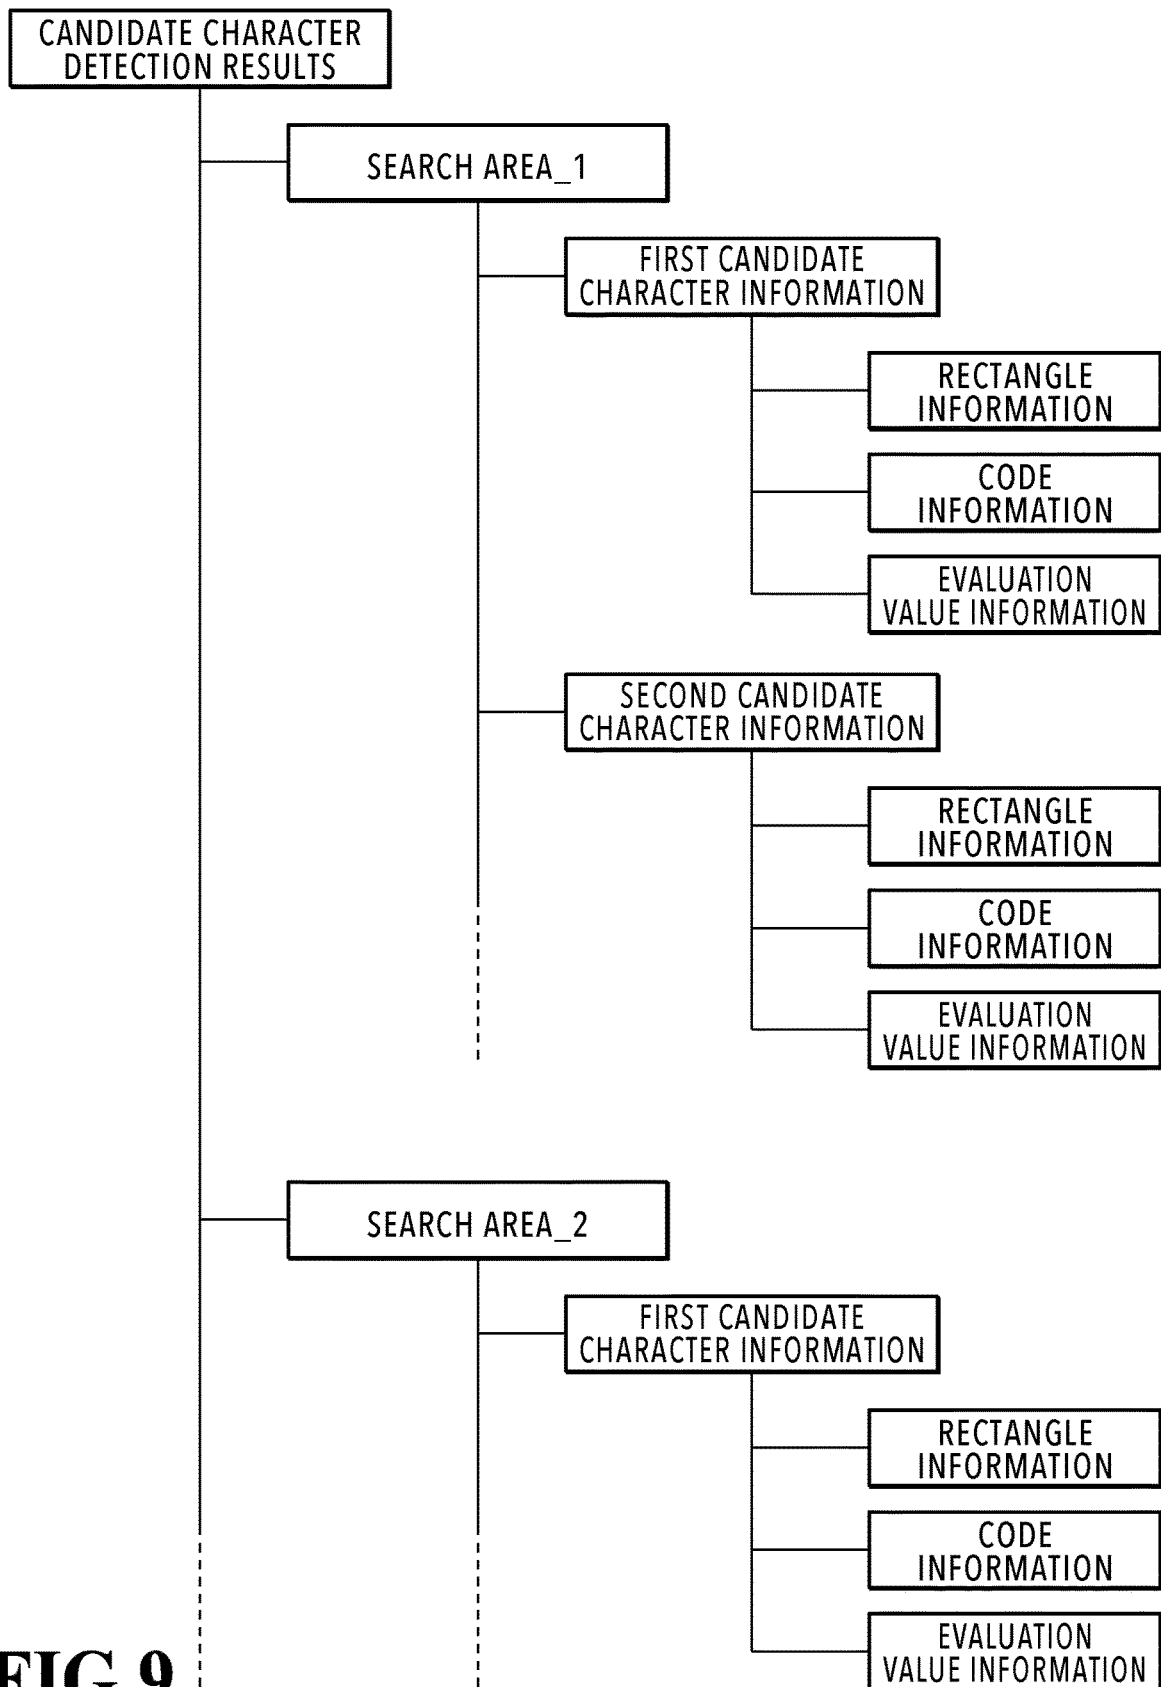 CANDIDATE CHARACTER
DETECTION RESULTS
SEARCH AREA_1
FIRST CANDIDATE
CHARACTER INFORMATION
RECTANGLE
INFORMATION
CODE
INFORMATION
EVALUATION
VALUE INFORMATION
SECOND CANDIDATE
CHARACTER INFORMATION
RECTANGLE
INFORMATION
CODE
INFORMATION
EVALUATION
VALUE INFORMATION
SEARCH AREA_2
FIRST CANDIDATE
CHARACTER INFORMATION
RECTANGLE
INFORMATION
CODE
INFORMATION
EVALUATION
VALUE INFORMATION
FIG.9